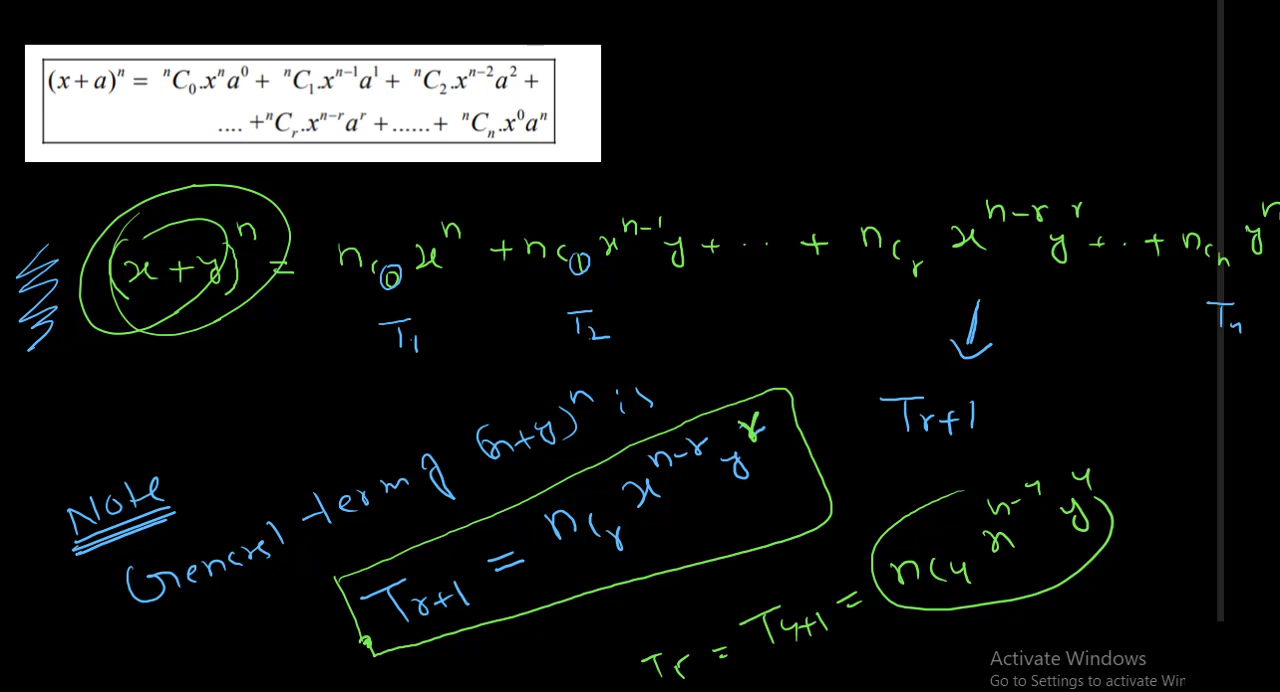 (x+a)ⁿ = ⁿC₀.xⁿa⁰ + ⁿC₁.xⁿ⁻¹a¹ + ⁿC₂.xⁿ⁻²a² +
.... +ⁿCᵣ.xⁿ⁻ʳaʳ + ......+ ⁿCₙ.x⁰aⁿ
(x+y)ⁿ = nC₀ xⁿ + nC₁ xⁿ⁻¹y + ... + nCᵣ xⁿ⁻ʳ yʳ + .. + nCₙ yⁿ
T₁ T₂ Tₙ
Tr+1
Note
General term of (x+y)ⁿ is
Tr+1 = nCᵣ xⁿ⁻ʳ yʳ
T₅ = T₄₊₁ = nC₄ xⁿ⁻⁴ y⁴
Activate Windows
Go to Settings to activate Wir